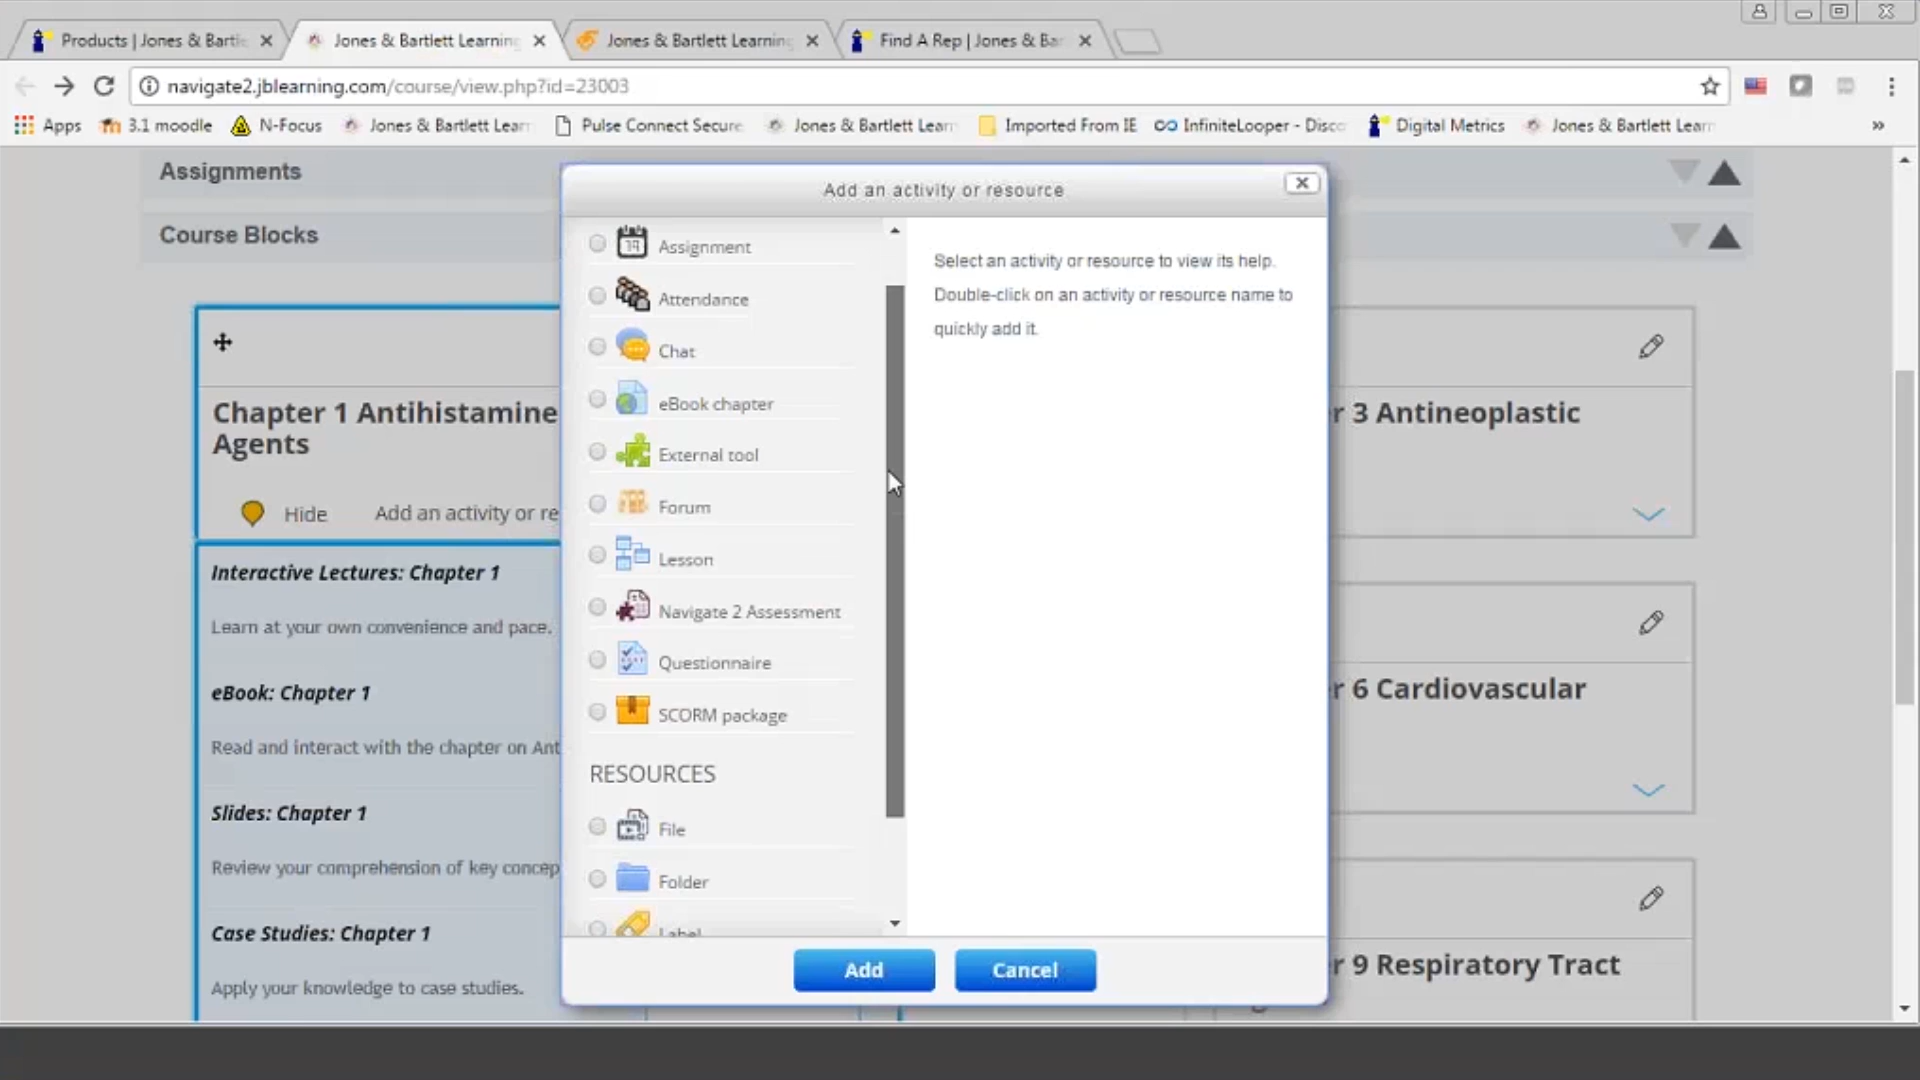 Products | Jones & Bartle
Jones & Bartlett Learning
Jones & Bartlett Learning
Find A Rep | Jones & Bar
navigate2.jblearning.com/course/view.php?id=23003
Apps
3.1 moodle
N-Focus
Jones & Bartlett Lear
Pulse Connect Secure
Jones & Bartlett Lear
Imported From IE
InfiniteLooper - Disco
Digital Metrics
Jones & Bartlett Learn
»
Assignments
Course Blocks
Chapter 1 Antihistamine
Agents
Hide
Add an activity or re
Interactive Lectures: Chapter 1
Learn at your own convenience and pace.
eBook: Chapter 1
Read and interact with the chapter on Ant
Slides: Chapter 1
Review your comprehension of key concep
Case Studies: Chapter 1
Apply your knowledge to case studies.
Add an activity or resource
Assignment
Attendance
Chat
eBook chapter
External tool
Forum
Lesson
Navigate 2 Assessment
Questionnaire
SCORM package
RESOURCES
File
Folder
Label
Select an activity or resource to view its help.
Double-click on an activity or resource name to
quickly add it.
Add
Cancel
r 3 Antineoplastic
r 6 Cardiovascular
r 9 Respiratory Tract